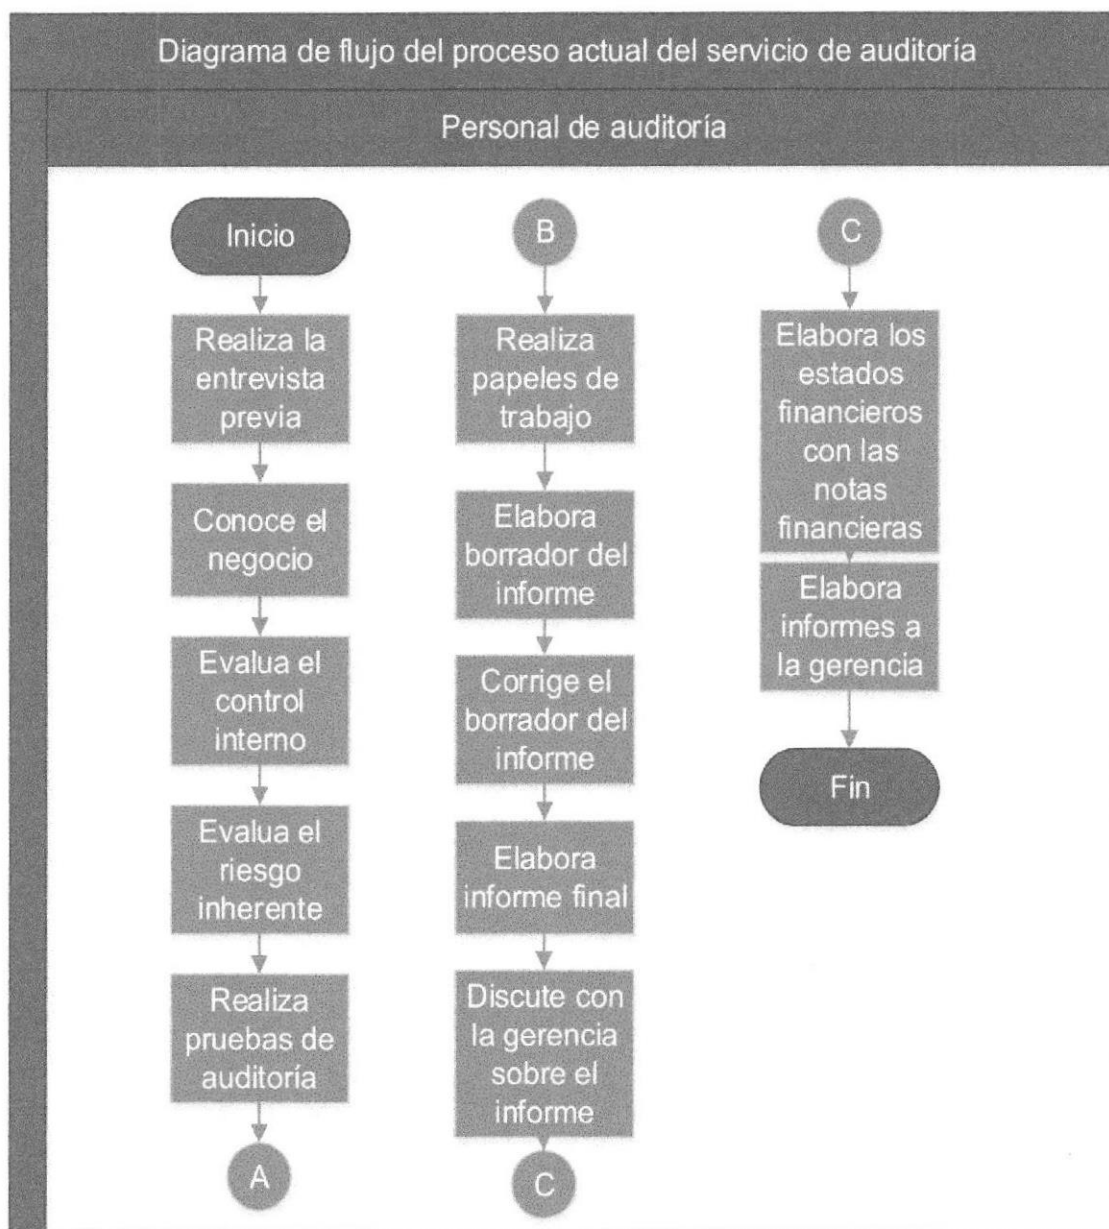 Diagrama de flujo del proceso actual del servicio de auditoría
Personal de auditoría
Inicio
Realiza la
entrevista
previa
Conoce el
negocio
Evalua el
control
interno
Evalua el
riesgo
inherente
Realiza
pruebas de
auditoría
A
B
Realiza
papeles de
trabajo
Elabora
borrador del
informe
Corrige el
borrador del
informe
Elabora
informe final
Discute con
la gerencia
sobre el
informe
C
C
Elabora los
estados
financieros
con las
notas
financieras
Elabora
informes a
la gerencia
Fin